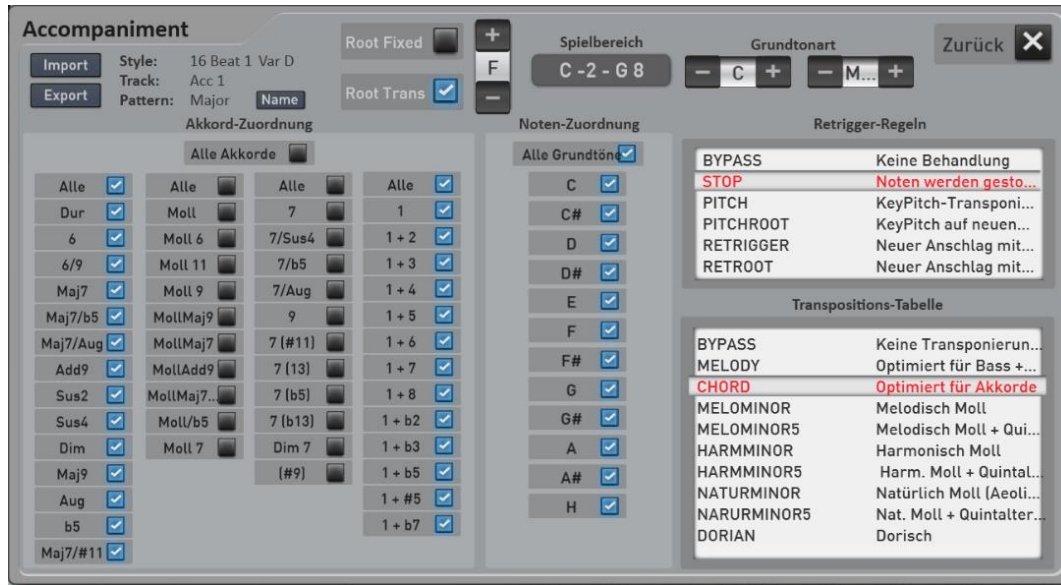 Accompaniment
Import
Export
Style: 16 Beat 1 Var D
Track: Acc 1
Pattern: Major
Name
Root Fixed
Root Trans
+
F
−
Spielbereich
C -2 - G 8
Grundtonart
− C +
− M... +
Zurück
Akkord-Zuordnung
Alle Akkorde
Alle
Dur
6
6/9
Maj7
Maj7/b5
Maj7/Aug
Add9
Sus2
Sus4
Dim
Maj9
Aug
b5
Maj7/#11
Alle
Moll
Moll 6
Moll 11
Moll 9
MollMaj9
MollMaj7
MollAdd9
MollMaj7...
Moll/b5
Moll 7
Alle
7
7/Sus4
7/b5
7/Aug
9
7 (#11)
7 (13)
7 (b5)
7 (b13)
Dim 7
(#9)
Alle
1
1 + 2
1 + 3
1 + 4
1 + 5
1 + 6
1 + 7
1 + 8
1 + b2
1 + b3
1 + b5
1 + #5
1 + b7
Noten-Zuordnung
Alle Grundtöne
C
C#
D
D#
E
F
F#
G
G#
A
A#
H
Retrigger-Regeln
BYPASS Keine Behandlung
STOP Noten werden gesto...
PITCH KeyPitch-Transponi...
PITCHROOT KeyPitch auf neuen...
RETRIGGER Neuer Anschlag mit...
RETROOT Neuer Anschlag mit...
Transpositions-Tabelle
BYPASS Keine Transponierun...
MELODY Optimiert für Bass +...
CHORD Optimiert für Akkorde
MELOMINOR Melodisch Moll
MELOMINOR5 Melodisch Moll + Qui...
HARMMINOR Harmonisch Moll
HARMMINOR5 Harm. Moll + Quintal...
NATURMINOR Natürlich Moll (Aeoli...
NARURMINOR5 Nat. Moll + Quintalter...
DORIAN Dorisch